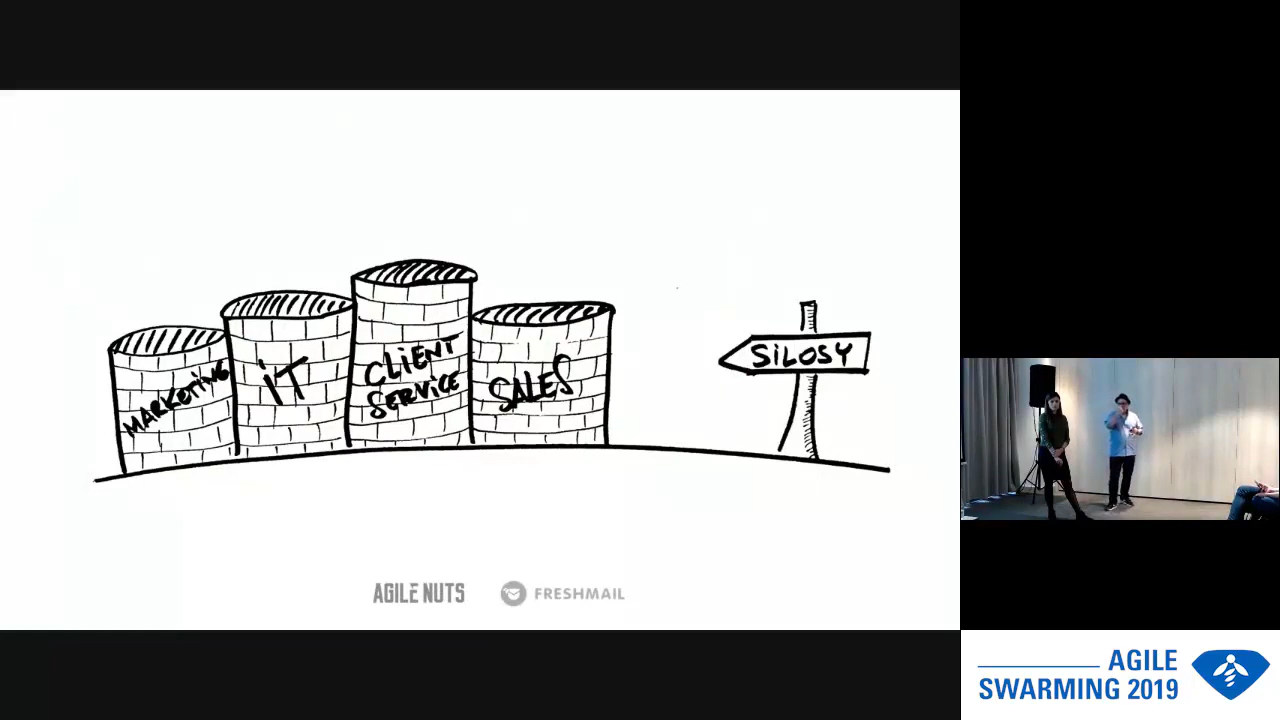 MARKETiNG
iT
CLiENT
SERViCE
SALES
SiLOSY
AGILE NUTS
FRESHMAIL
AGILE
SWARMING 2019